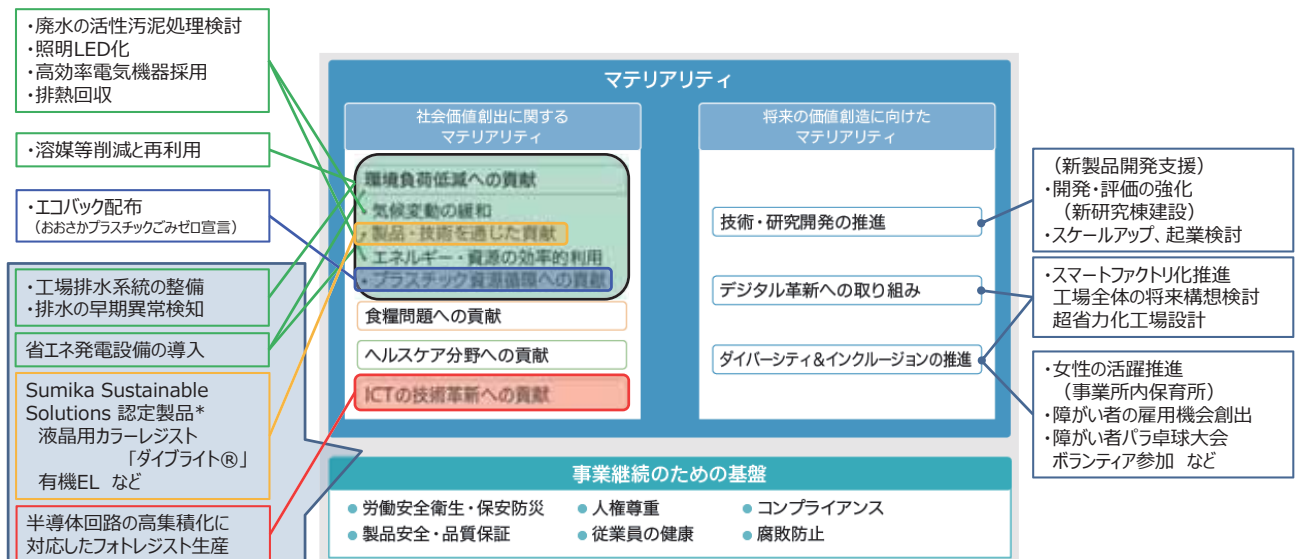 ・廃水の活性汚泥処理検討
・照明LED化
・高効率電気機器採用
・排熱回収
・溶媒等削減と再利用
・エコバック配布
（おおさかプラスチックごみゼロ宣言）
・工場排水系統の整備
・排水の早期異常検知
省エネ発電設備の導入
Sumika Sustainable
Solutions 認定製品*
液晶用カラーレジスト
「ダイブライト®」
有機EL など
半導体回路の高集積化に
対応したフォトレジスト生産
マテリアリティ
社会価値創出に関する
マテリアリティ
環境負荷低減への貢献
・気候変動の緩和
・製品・技術を通じた貢献
・エネルギー・資源の効率的利用
・プラスチック資源循環への貢献
食糧問題への貢献
ヘルスケア分野への貢献
ICTの技術革新への貢献
将来の価値創造に向けた
マテリアリティ
技術・研究開発の推進
デジタル革新への取り組み
ダイバーシティ&インクルージョンの推進
（新製品開発支援）
・開発・評価の強化
（新研究棟建設）
・スケールアップ、起業検討
・スマートファクトリ化推進
工場全体の将来構想検討
超省力化工場設計
・女性の活躍推進
（事業所内保育所）
・障がい者の雇用機会創出
・障がい者パラ卓球大会
ボランティア参加 など
事業継続のための基盤
● 労働安全衛生・保安防災 ● 人権尊重 ● コンプライアンス
● 製品安全・品質保証 ● 従業員の健康 ● 腐敗防止